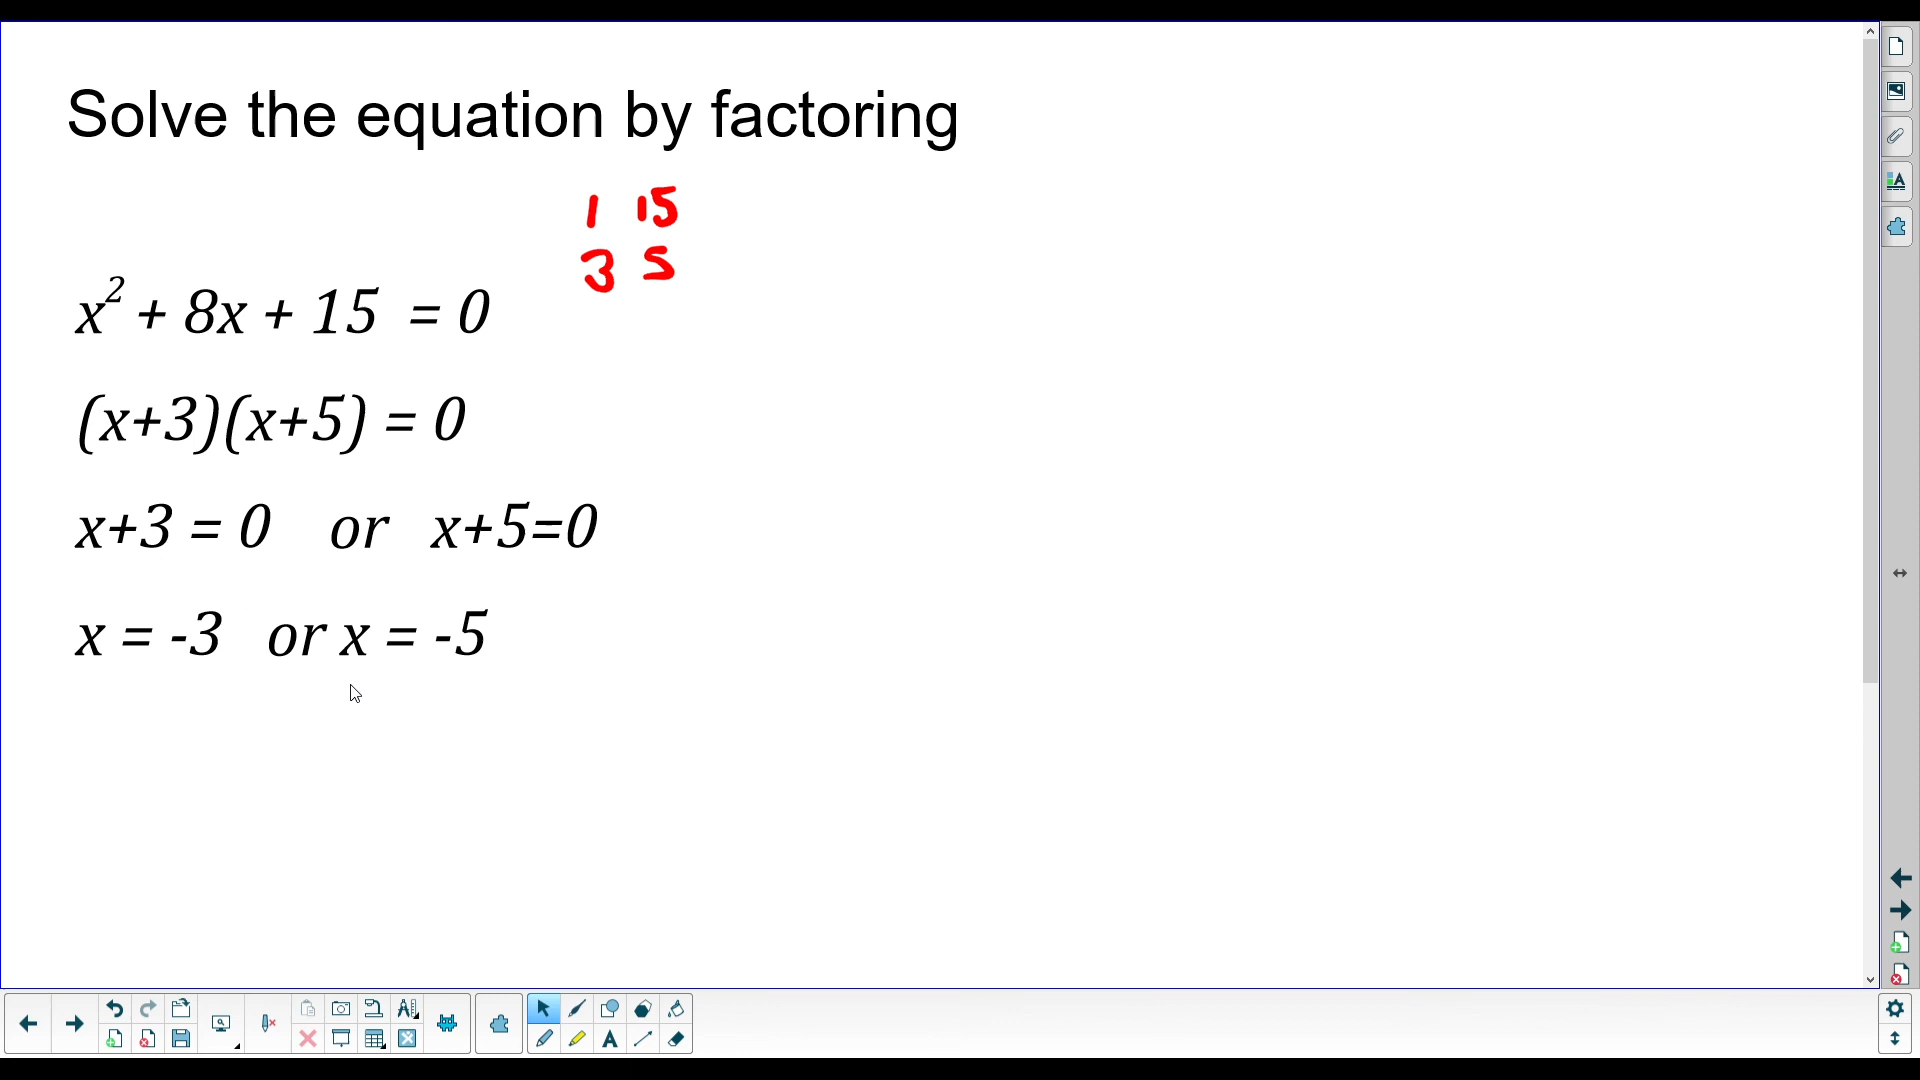 Solve the equation by factoring
1 15
3 5
x² + 8x + 15 = 0
(x+3)(x+5) = 0
x+3 = 0 or x+5=0
x = -3 or x = -5